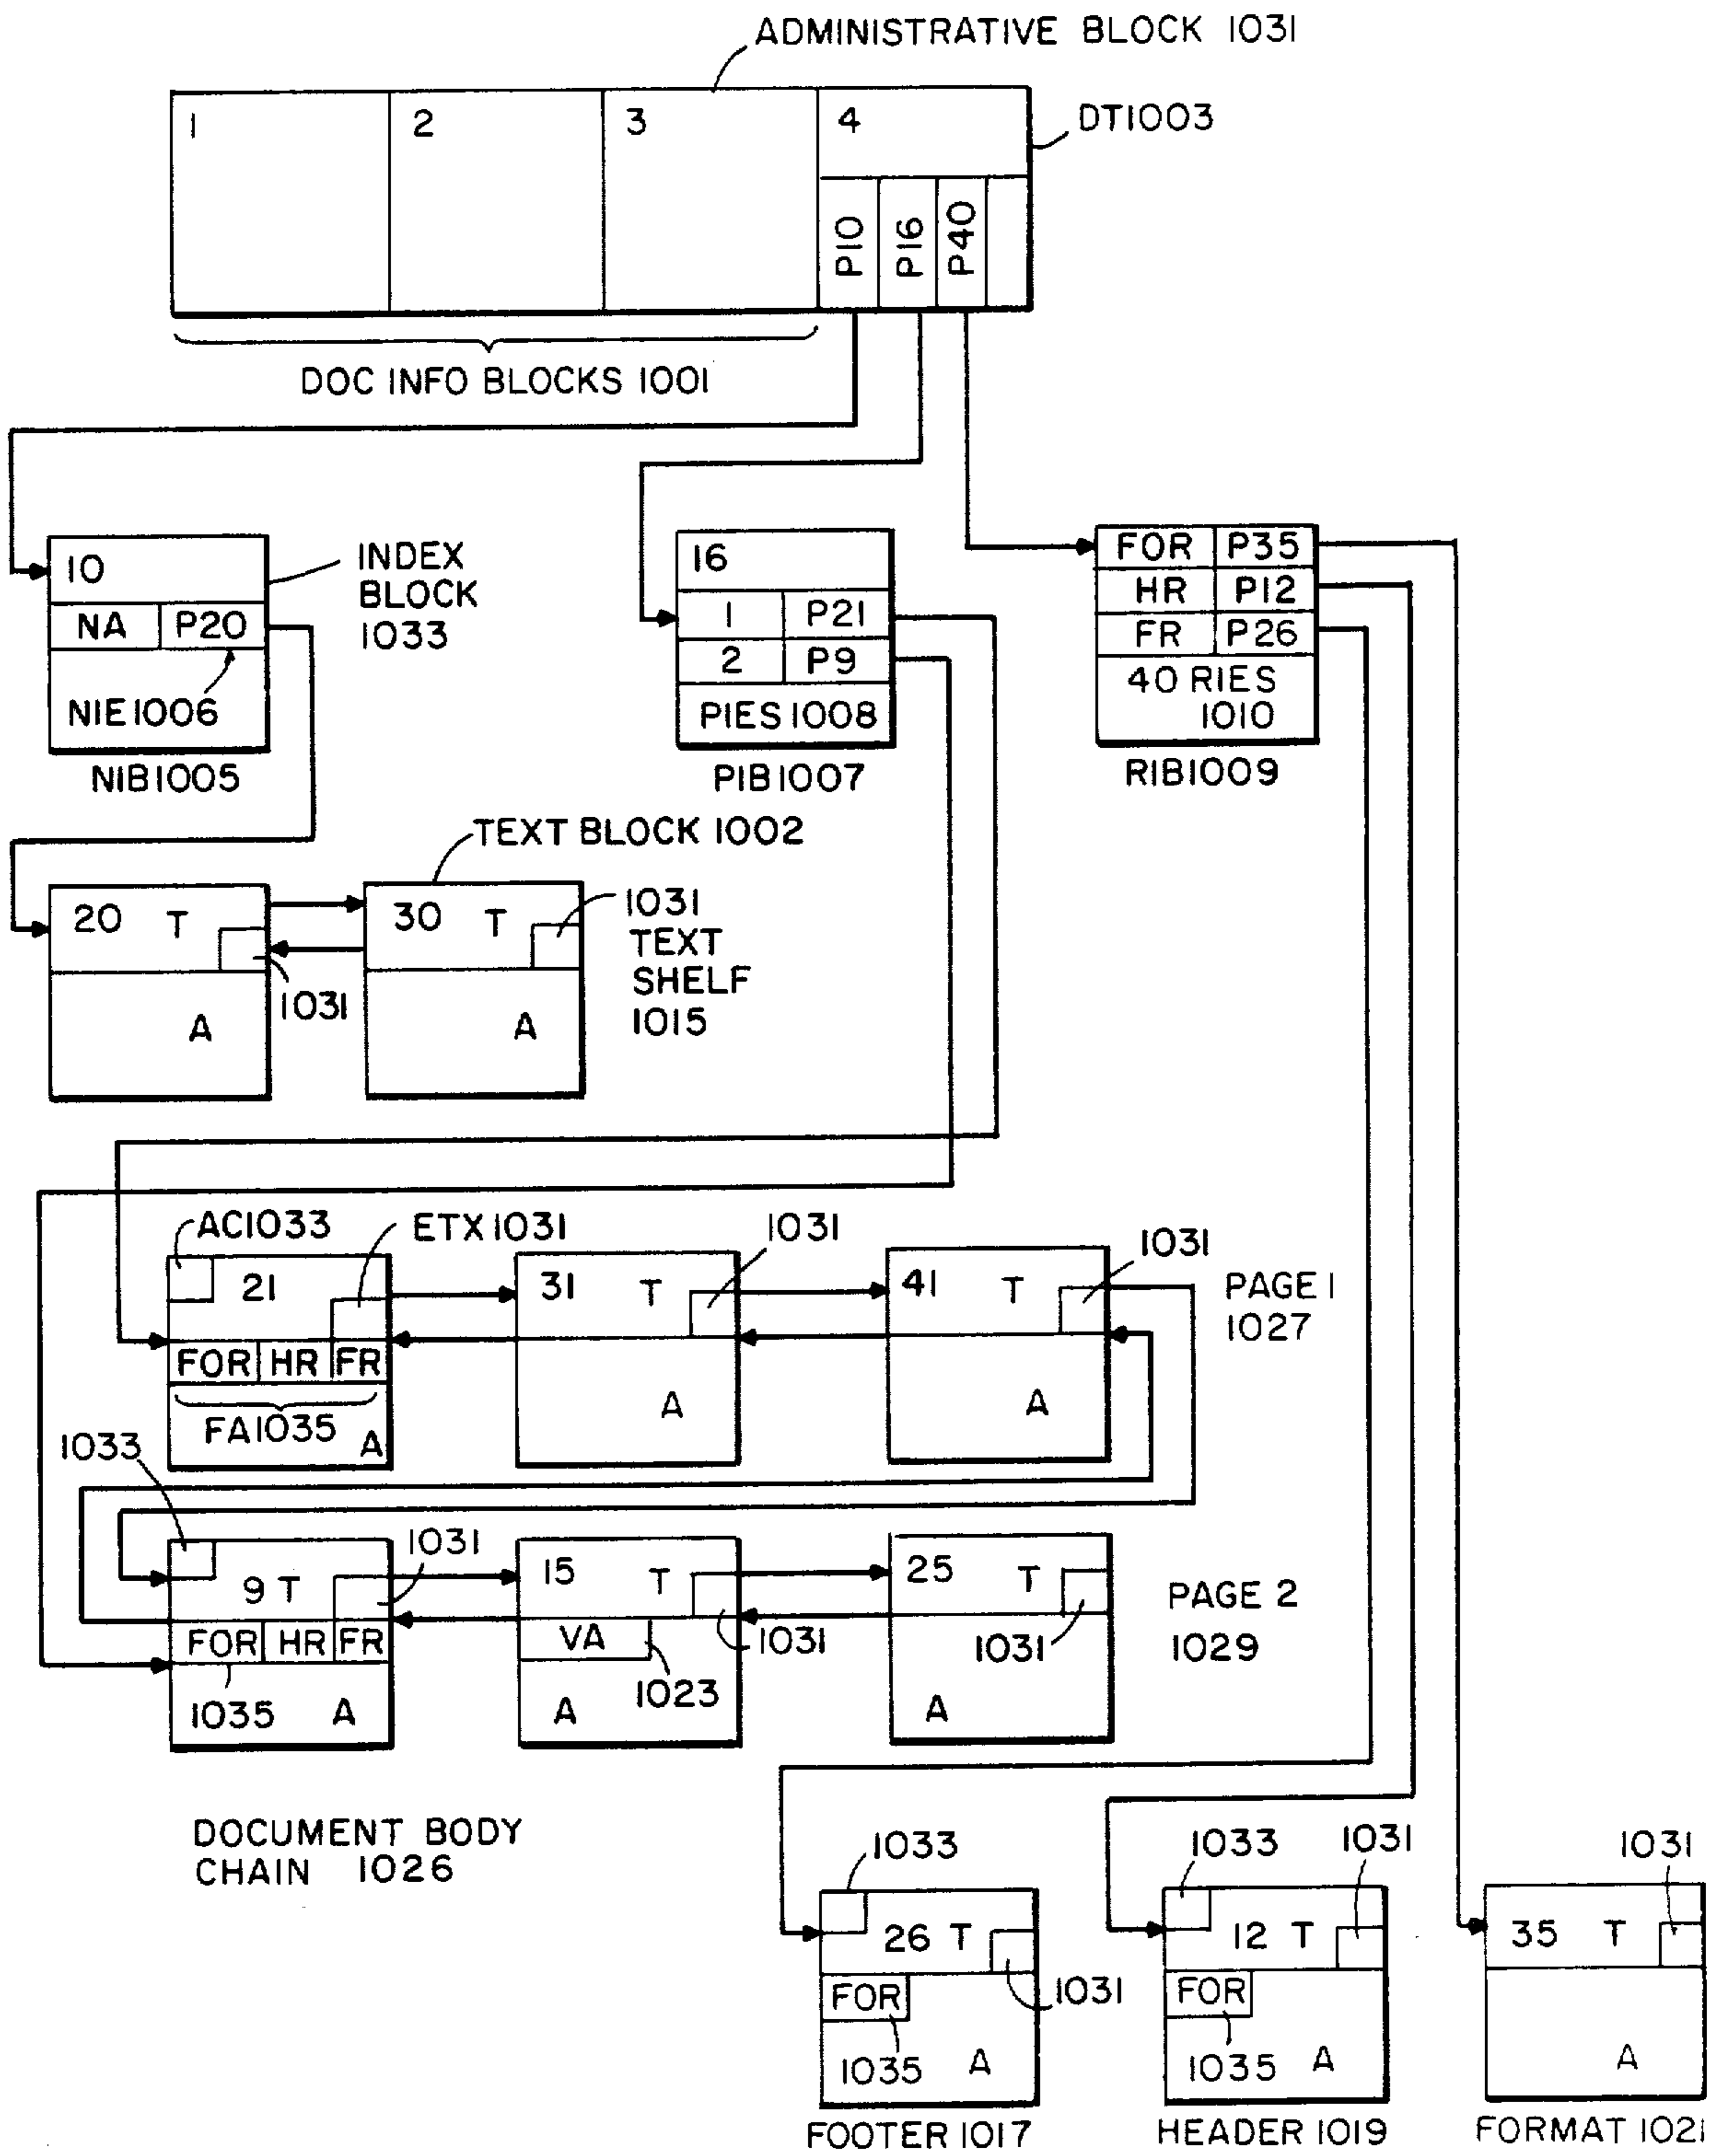 ADMINISTRATIVE BLOCK 1031
1 2 3 4
DT1003
P10 P16 P40
DOC INFO BLOCKS 1001
10
NA P20
NIE1006
NIB1005
INDEX
BLOCK
1033
16
1 P21
2 P9
PIES 1008
PIB1007
FOR P35
HR P12
FR P26
40 RIES
1010
RIB1009
TEXT BLOCK 1002
20 T
A
1031
30 T
A
1031
TEXT
SHELF
1015
AC1033
ETX1031
21
FOR HR FR
FA1035
A
1031
31 T
A
1031
41 T
A
PAGE 1
1027
1033
1031
9 T
FOR HR FR
1035 A
15 T
VA
1031
1023
A
25 T
1031
A
PAGE 2
1029
DOCUMENT BODY
CHAIN 1026
1033
26 T
FOR
1031
1035 A
FOOTER 1017
1033 1031
12 T
FOR
1035 A
HEADER 1019
1031
35 T
A
FORMAT 1021